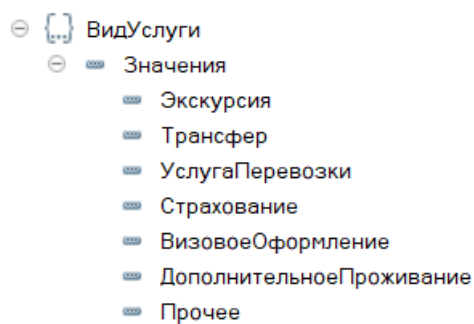 ВидУслуги
Значения
Экскурсия
Трансфер
УслугаПеревозки
Страхование
ВизовоеОформление
ДополнительноеПроживание
Прочее